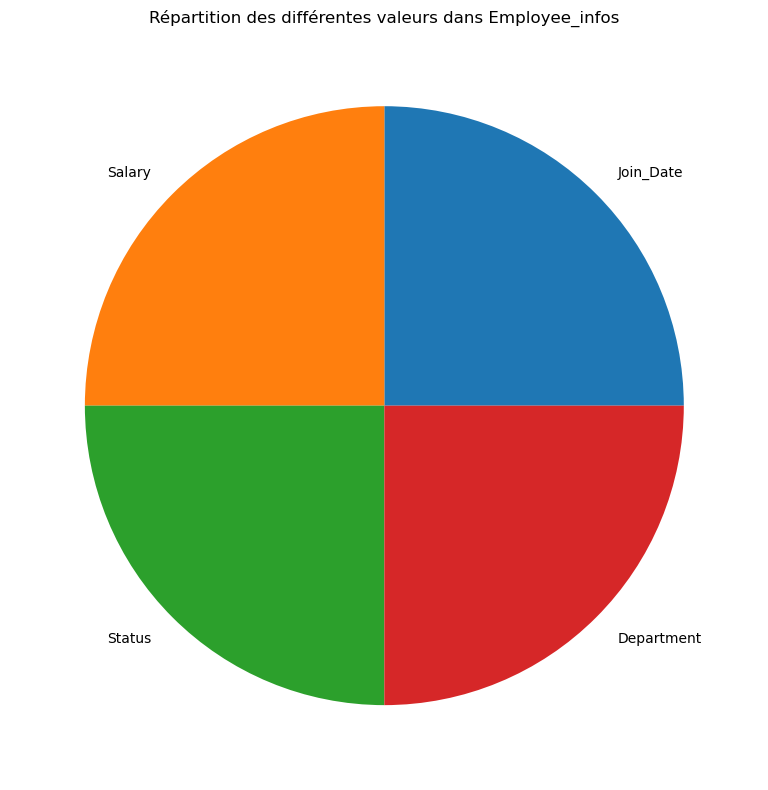 Répartition des différentes valeurs dans Employee_infos
Salary
Join_Date
Status
Department